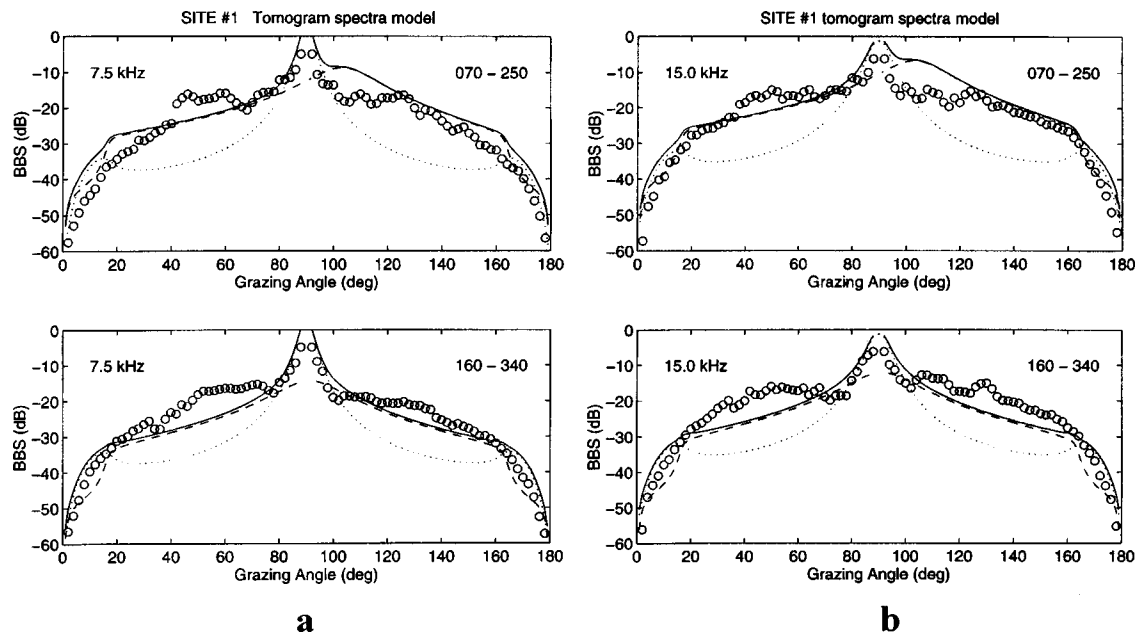 SITE #1 Tomogram spectra model
0
7.5 kHz
070 – 250
-10
-20
-30
-40
-50
-60
BBS (dB)
0 20 40 60 80 100 120 140 160 180
Grazing Angle (deg)
SITE #1 tomogram spectra model
0
15.0 kHz
070 – 250
-10
-20
-30
-40
-50
-60
BBS (dB)
0 20 40 60 80 100 120 140 160 180
Grazing Angle (deg)
0
7.5 kHz
160 – 340
-10
-20
-30
-40
-50
-60
BBS (dB)
0 20 40 60 80 100 120 140 160 180
Grazing Angle (deg)
0
15.0 kHz
160 – 340
-10
-20
-30
-40
-50
-60
BBS (dB)
0 20 40 60 80 100 120 140 160 180
Grazing Angle (deg)
a
b